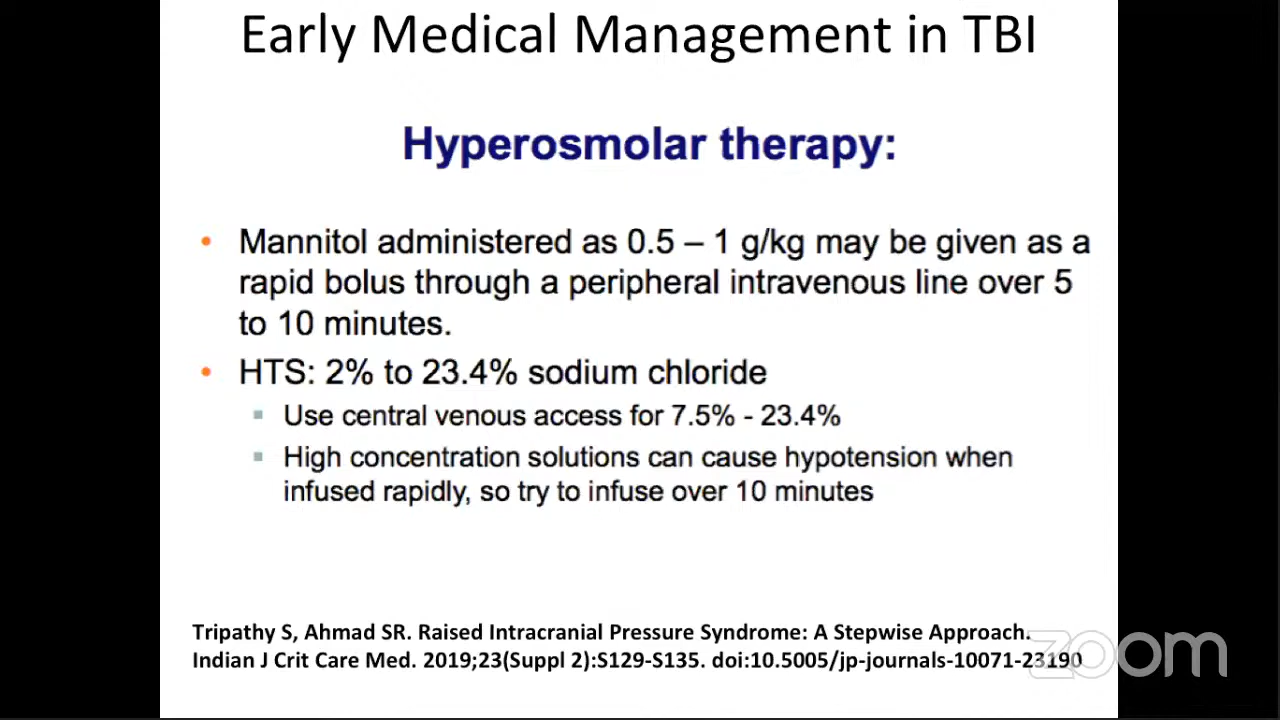 Early Medical Management in TBI
Hyperosmolar therapy:
• Mannitol administered as 0.5 – 1 g/kg may be given as a
rapid bolus through a peripheral intravenous line over 5
to 10 minutes.
• HTS: 2% to 23.4% sodium chloride
▪ Use central venous access for 7.5% - 23.4%
▪ High concentration solutions can cause hypotension when
infused rapidly, so try to infuse over 10 minutes
Tripathy S, Ahmad SR. Raised Intracranial Pressure Syndrome: A Stepwise Approach.
Indian J Crit Care Med. 2019;23(Suppl 2):S129-S135. doi:10.5005/jp-journals-10071-23190
zoom